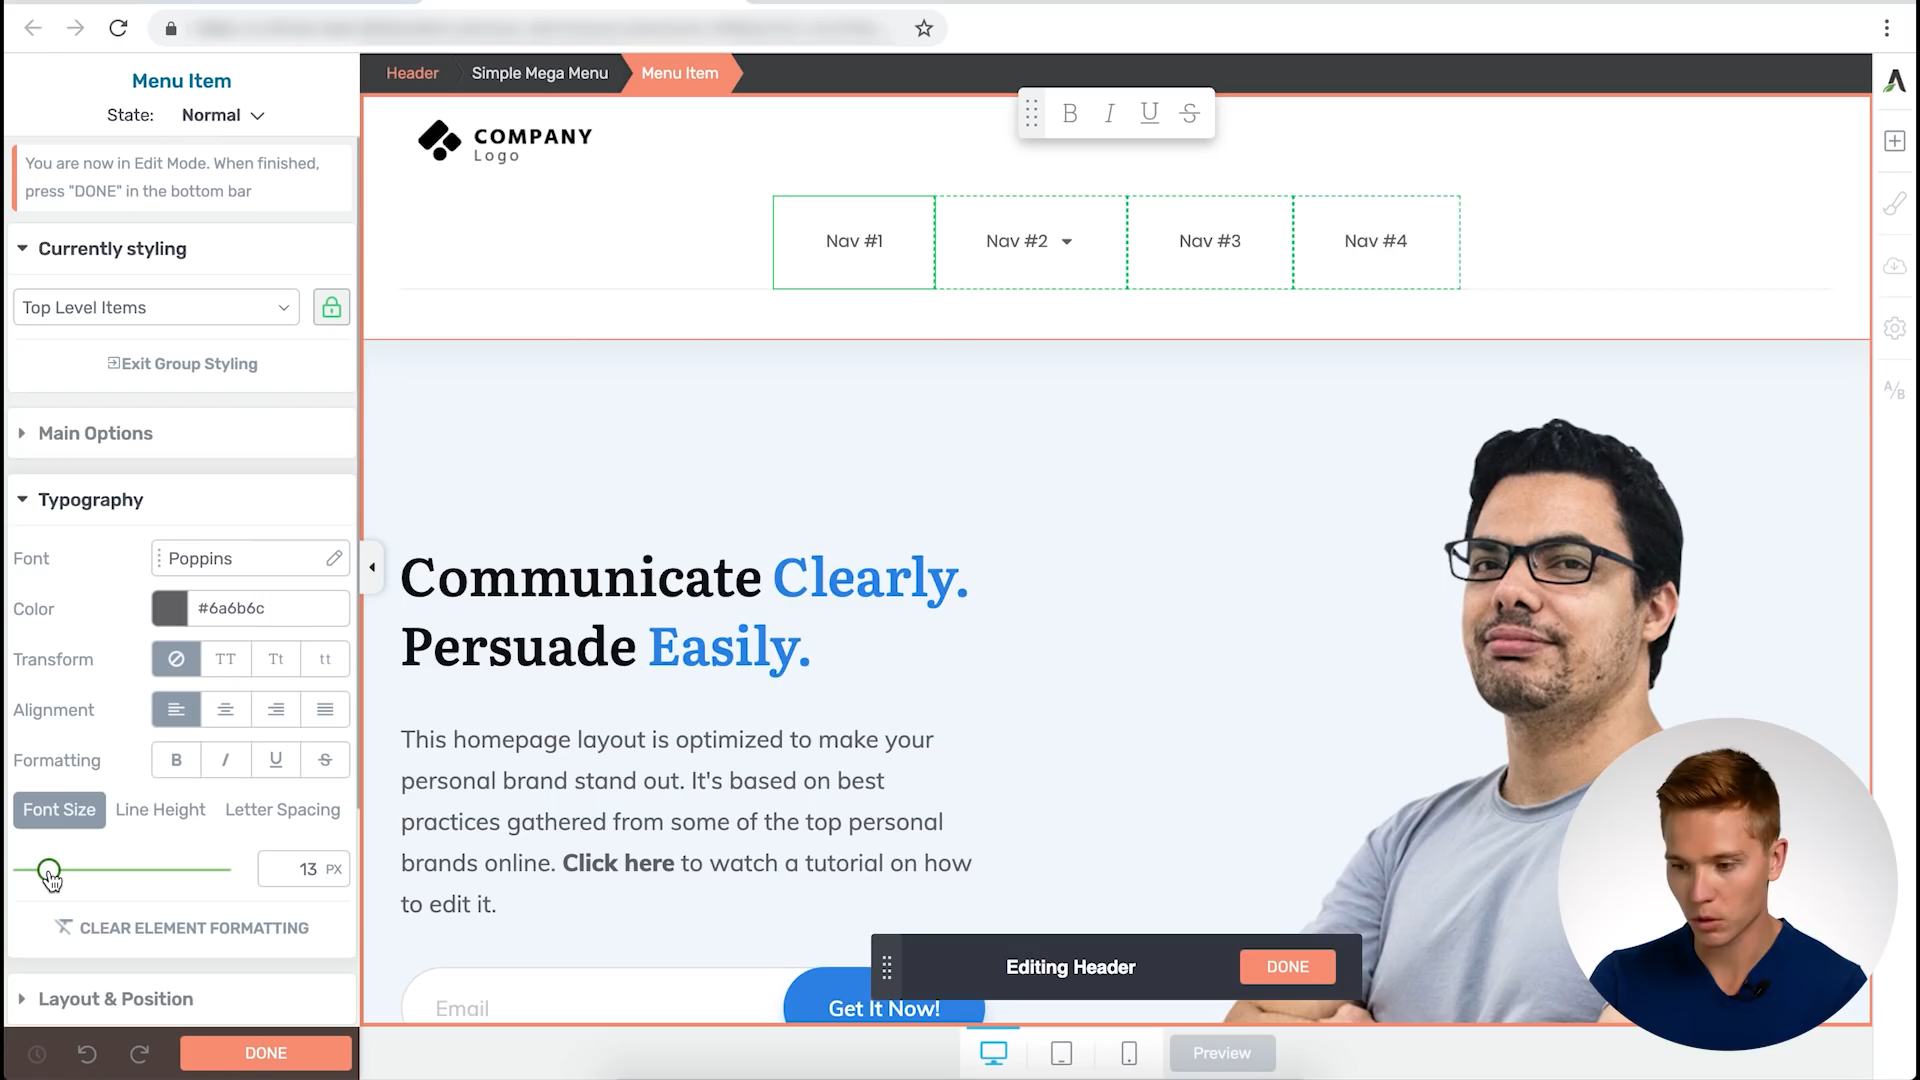 Menu Item
State: Normal
You are now in Edit Mode. When finished,
press "DONE" in the bottom bar
Currently styling
Top Level Items
Exit Group Styling
Main Options
Typography
Font Poppins
Color #6a6b6c
Transform TT Tt tt
Alignment
Formatting B I U S
Font Size Line Height Letter Spacing
13 PX
CLEAR ELEMENT FORMATTING
Layout & Position
DONE
Header Simple Mega Menu Menu Item
B I U S
COMPANY
Logo
Nav #1 Nav #2 Nav #3 Nav #4
Communicate Clearly.
Persuade Easily.
This homepage layout is optimized to make your
personal brand stand out. It's based on best
practices gathered from some of the top personal
brands online. Click here to watch a tutorial on how
to edit it.
Email Get It Now!
Editing Header DONE
Preview
A/B